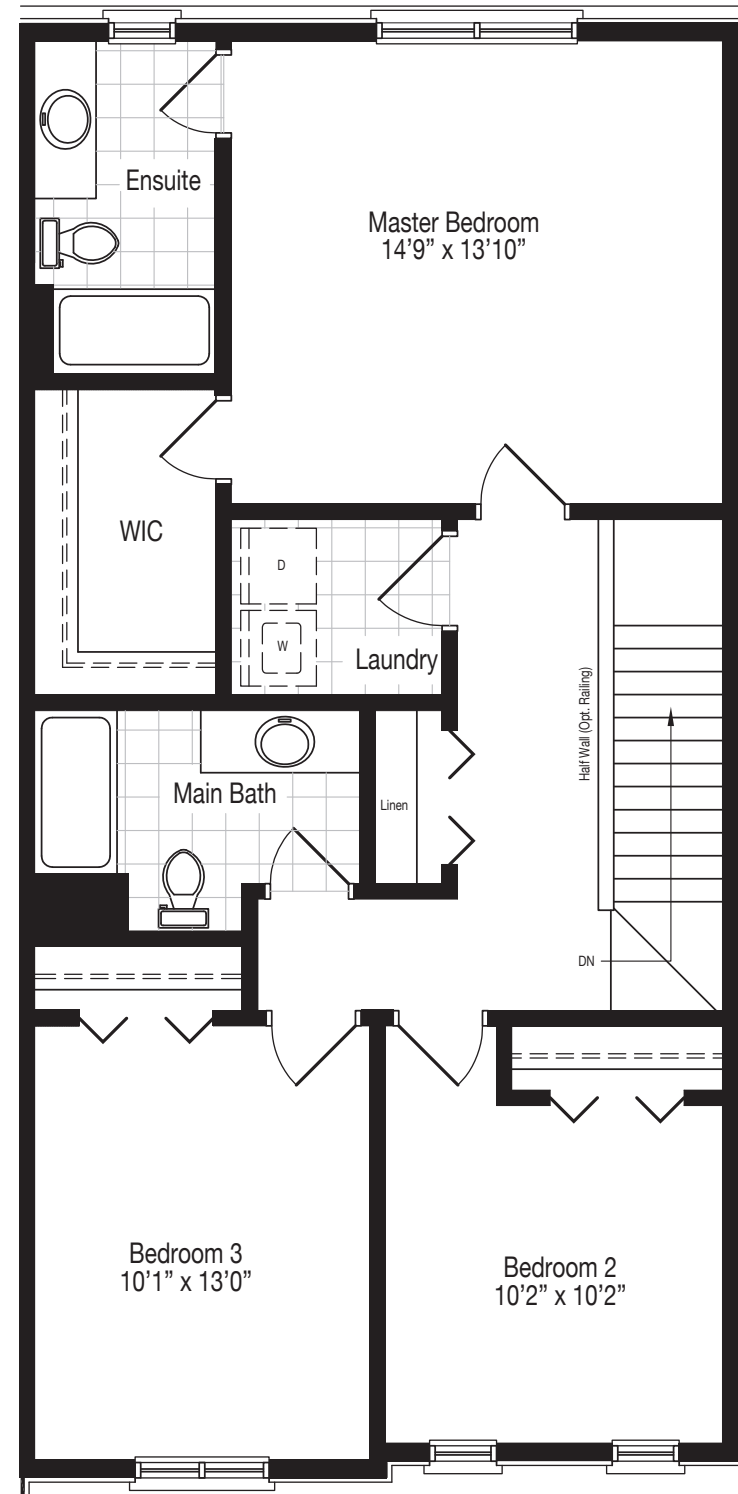 Ensuite
Master Bedroom
14’9” x 13’10”
WIC
D
W
Laundry
Half Wall (Opt. Railing)
Main Bath
Linen
DN
Bedroom 3
10’1” x 13’0”
Bedroom 2
10’2” x 10’2”